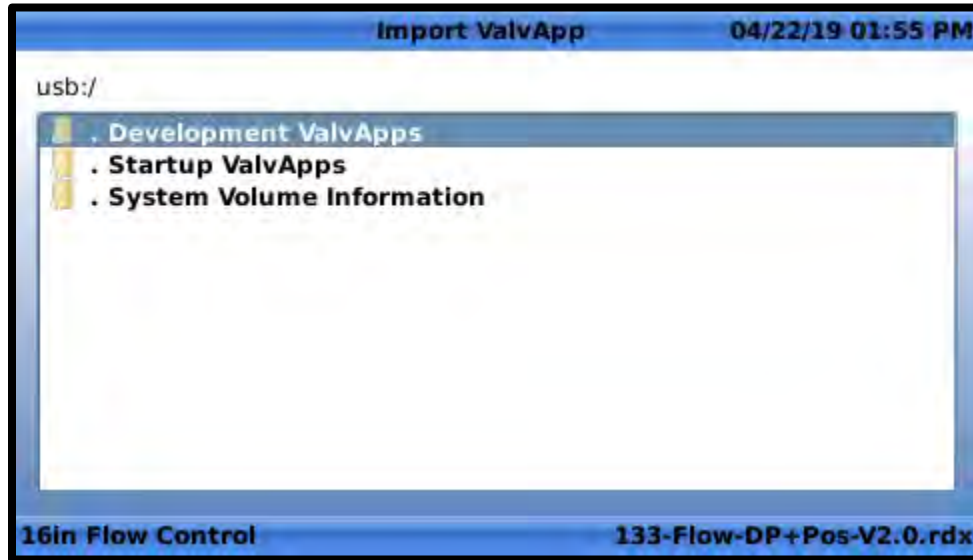 Import ValvApp 04/22/19 01:55 PM
usb:/
. Development ValvApps
. Startup ValvApps
. System Volume Information
16in Flow Control 133-Flow-DP+Pos-V2.0.rdx